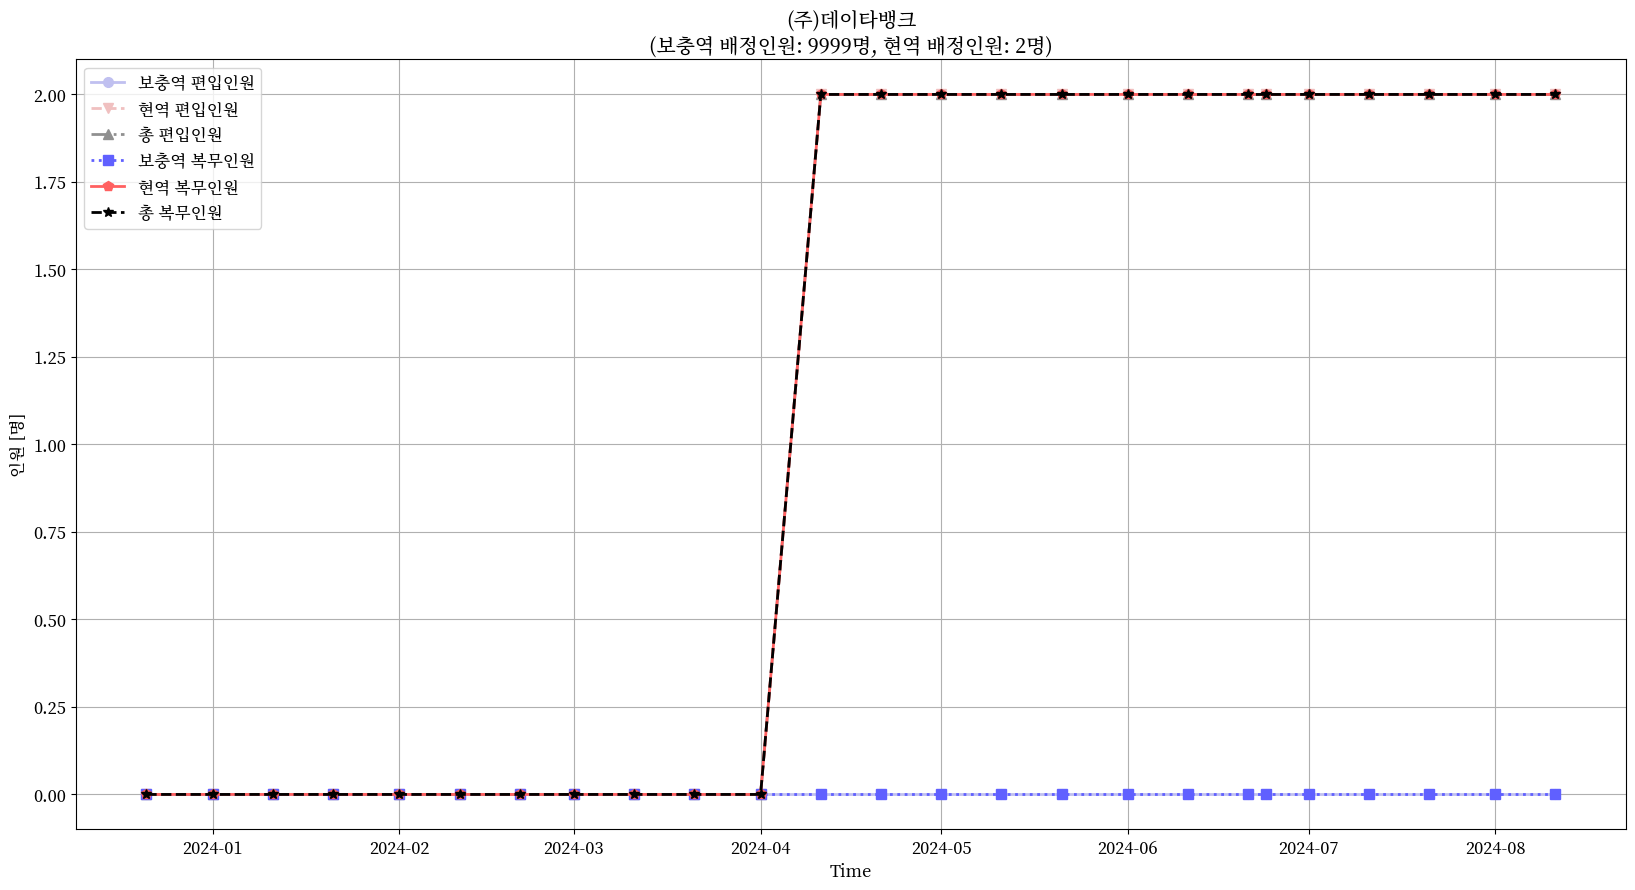 (주)데이타뱅크
(보충역 배정인원: 9999명, 현역 배정인원: 2명)
보충역 편입인원
현역 편입인원
총 편입인원
보충역 복무인원
현역 복무인원
총 복무인원
인원 [명]
2.00
1.75
1.50
1.25
1.00
0.75
0.50
0.25
0.00
2024-01
2024-02
2024-03
2024-04
2024-05
2024-06
2024-07
2024-08
Time